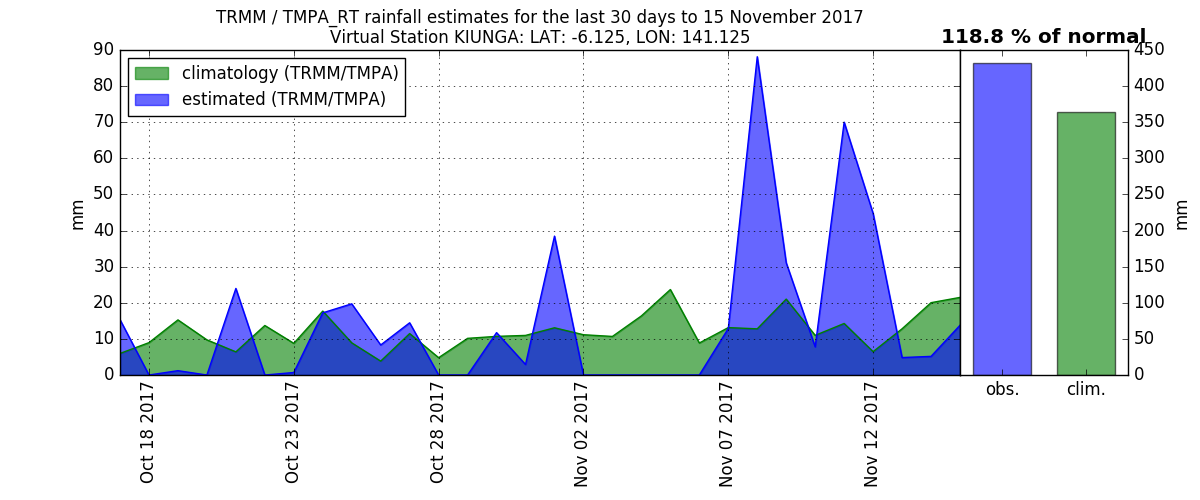 TRMM / TMPA_RT rainfall estimates for the last 30 days to 15 November 2017
Virtual Station KIUNGA: LAT: -6.125, LON: 141.125
118.8 % of normal
climatology (TRMM/TMPA)
estimated (TRMM/TMPA)
90
80
70
60
50
40
30
20
10
0
mm
Oct 18 2017
Oct 23 2017
Oct 28 2017
Nov 02 2017
Nov 07 2017
Nov 12 2017
obs.
clim.
450
400
350
300
250
200
150
100
50
0
mm